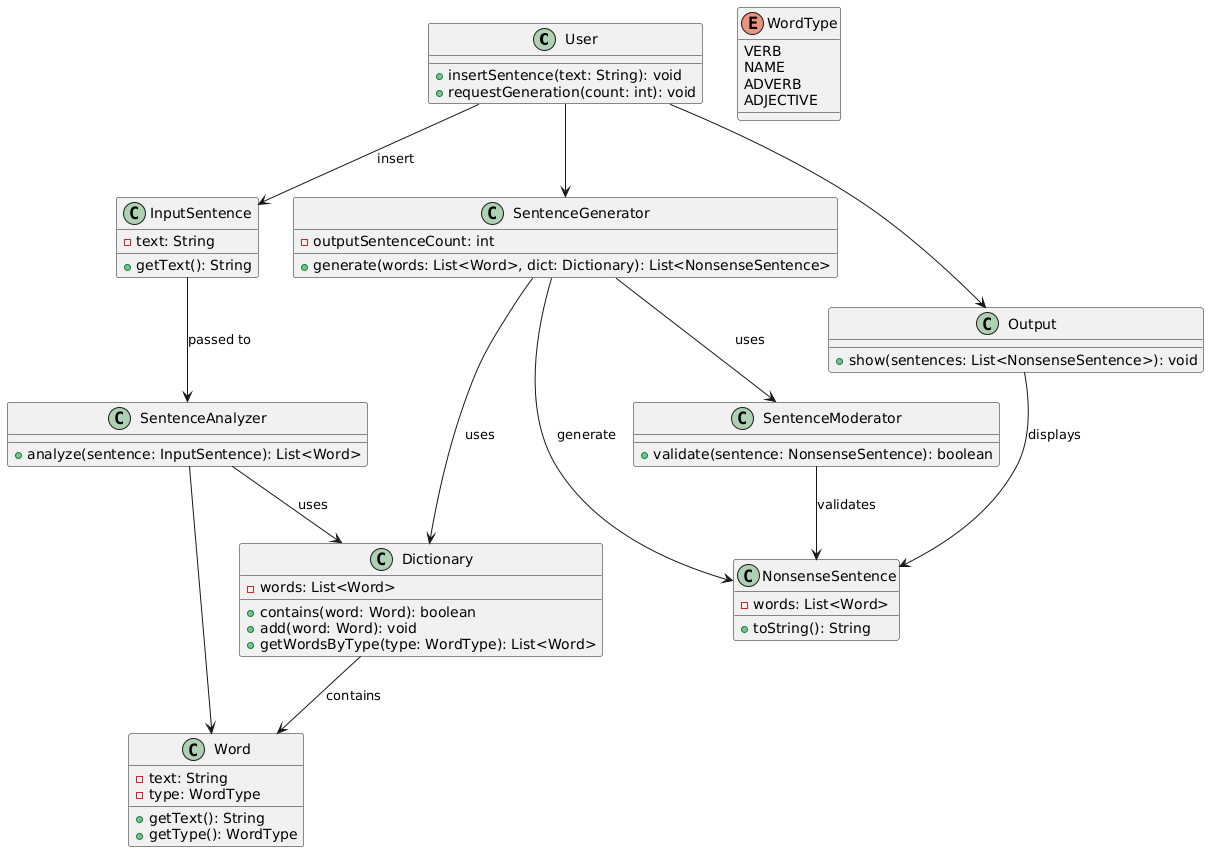 C User
+ insertSentence(text: String): void
+ requestGeneration(count: int): void
E WordType
VERB
NAME
ADVERB
ADJECTIVE
insert
C InputSentence
text: String
getText(): String
C SentenceGenerator
outputSentenceCount: int
generate(words: List<Word>, dict: Dictionary): List<NonsenseSentence>
C Output
show(sentences: List<NonsenseSentence>): void
passed to
uses
C SentenceAnalyzer
analyze(sentence: InputSentence): List<Word>
uses
generate
C SentenceModerator
validate(sentence: NonsenseSentence): boolean
displays
uses
validates
C Dictionary
words: List<Word>
contains(word: Word): boolean
add(word: Word): void
getWordsByType(type: WordType): List<Word>
C NonsenseSentence
words: List<Word>
toString(): String
contains
C Word
text: String
type: WordType
getText(): String
getType(): WordType